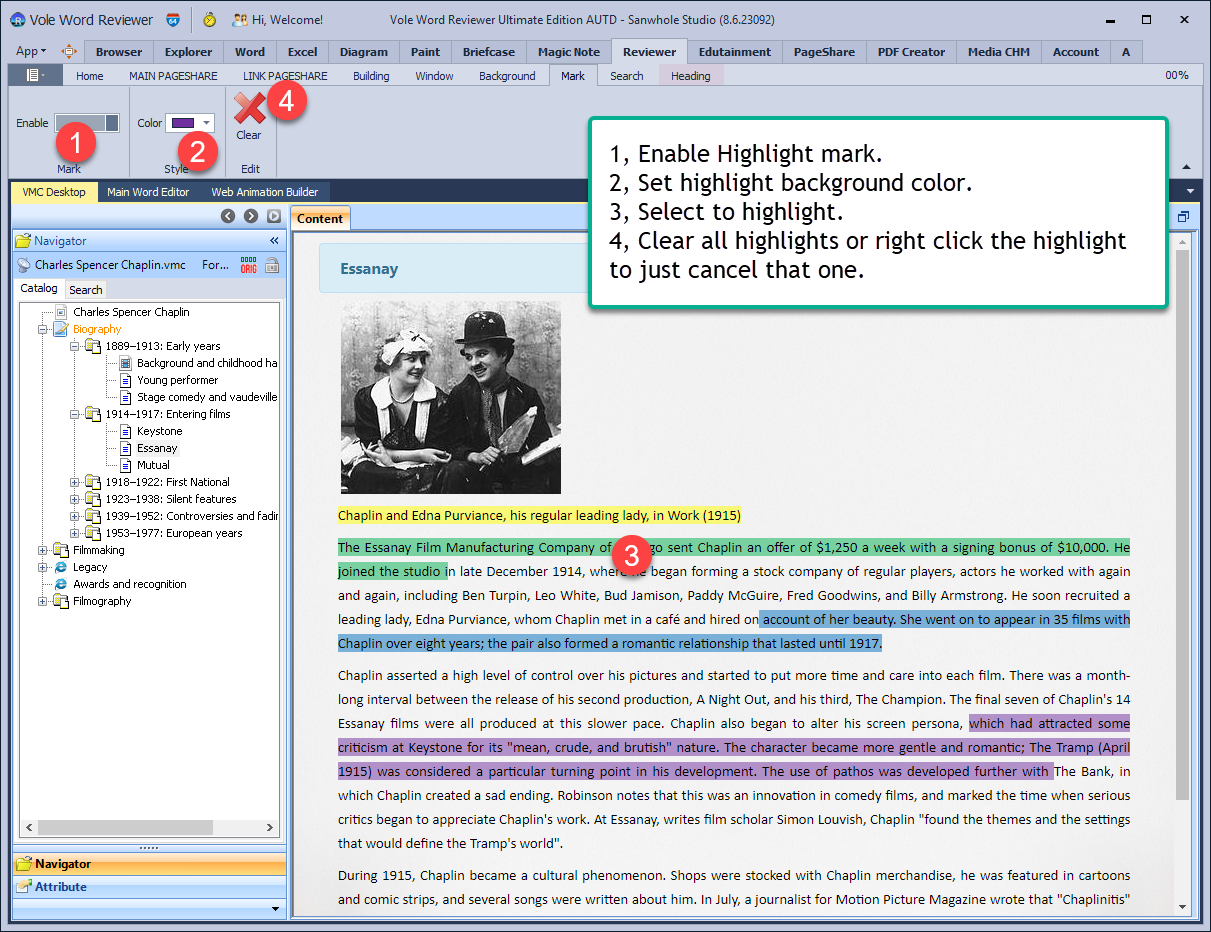 Vole Word Reviewer
64
Hi, Welcome!
Vole Word Reviewer Ultimate Edition AUTD - Sanwhole Studio (8.6.23092)
App
Browser
Explorer
Word
Excel
Diagram
Paint
Briefcase
Magic Note
Reviewer
Edutainment
PageShare
PDF Creator
Media CHM
Account
A
Home
MAIN PAGESHARE
LINK PAGESHARE
Building
Window
Background
Mark
Search
Heading
00%
Enable
1
Mark
Color
2
Style
4
Clear
Edit
1, Enable Highlight mark.
2, Set highlight background color.
3, Select to highlight.
4, Clear all highlights or right click the highlight
to just cancel that one.
VMC Desktop
Main Word Editor
Web Animation Builder
Navigator
Charles Spencer Chaplin.vmc
For...
ORIG
Catalog
Search
Charles Spencer Chaplin
Biography
1889–1913: Early years
Background and childhood ha
Young performer
Stage comedy and vaudeville
1914–1917: Entering films
Keystone
Essanay
Mutual
1918–1922: First National
1923–1938: Silent features
1939–1952: Controversies and fadin
1953–1977: European years
Filmmaking
Legacy
Awards and recognition
Filmography
Navigator
Attribute
Content
Essanay
Chaplin and Edna Purviance, his regular leading lady, in Work (1915)
The Essanay Film Manufacturing Company of go sent Chaplin an offer of $1,250 a week with a signing bonus of $10,000. He
3
joined the studio in late December 1914, where he began forming a stock company of regular players, actors he worked with again
and again, including Ben Turpin, Leo White, Bud Jamison, Paddy McGuire, Fred Goodwins, and Billy Armstrong. He soon recruited a
leading lady, Edna Purviance, whom Chaplin met in a café and hired on account of her beauty. She went on to appear in 35 films with
Chaplin over eight years; the pair also formed a romantic relationship that lasted until 1917.
Chaplin asserted a high level of control over his pictures and started to put more time and care into each film. There was a month-
long interval between the release of his second production, A Night Out, and his third, The Champion. The final seven of Chaplin's 14
Essanay films were all produced at this slower pace. Chaplin also began to alter his screen persona, which had attracted some
criticism at Keystone for its "mean, crude, and brutish" nature. The character became more gentle and romantic; The Tramp (April
1915) was considered a particular turning point in his development. The use of pathos was developed further with The Bank, in
which Chaplin created a sad ending. Robinson notes that this was an innovation in comedy films, and marked the time when serious
critics began to appreciate Chaplin's work. At Essanay, writes film scholar Simon Louvish, Chaplin "found the themes and the settings
that would define the Tramp's world".
During 1915, Chaplin became a cultural phenomenon. Shops were stocked with Chaplin merchandise, he was featured in cartoons
and comic strips, and several songs were written about him. In July, a journalist for Motion Picture Magazine wrote that "Chaplinitis"